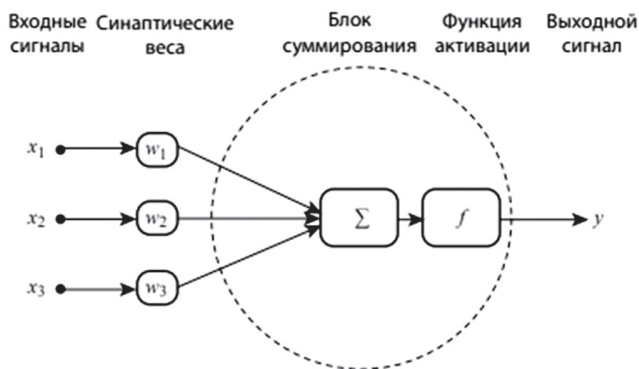 Входные сигналы
Синаптические веса
Блок суммирования
Функция активации
Выходной сигнал
x₁ w₁
x₂ w₂ Σ f y
x₃ w₃